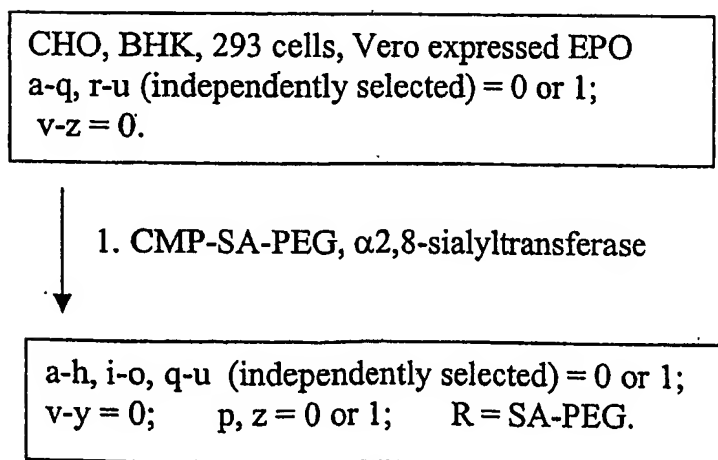 CHO, BHK, 293 cells, Vero expressed EPO
a-q, r-u (independently selected) = 0 or 1;
v-z = 0.
1. CMP-SA-PEG, α2,8-sialyltransferase
a-h, i-o, q-u (independently selected) = 0 or 1;
v-y = 0; p, z = 0 or 1; R = SA-PEG.